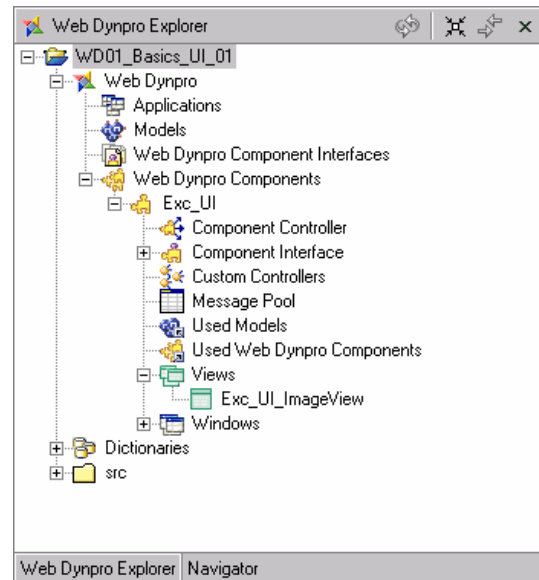 Web Dynpro Explorer
WD01_Basics_UI_01
Web Dynpro
Applications
Models
Web Dynpro Component Interfaces
Web Dynpro Components
Exc_UI
Component Controller
Component Interface
Custom Controllers
Message Pool
Used Models
Used Web Dynpro Components
Views
Exc_UI_ImageView
Windows
Dictionaries
src
Web Dynpro Explorer Navigator